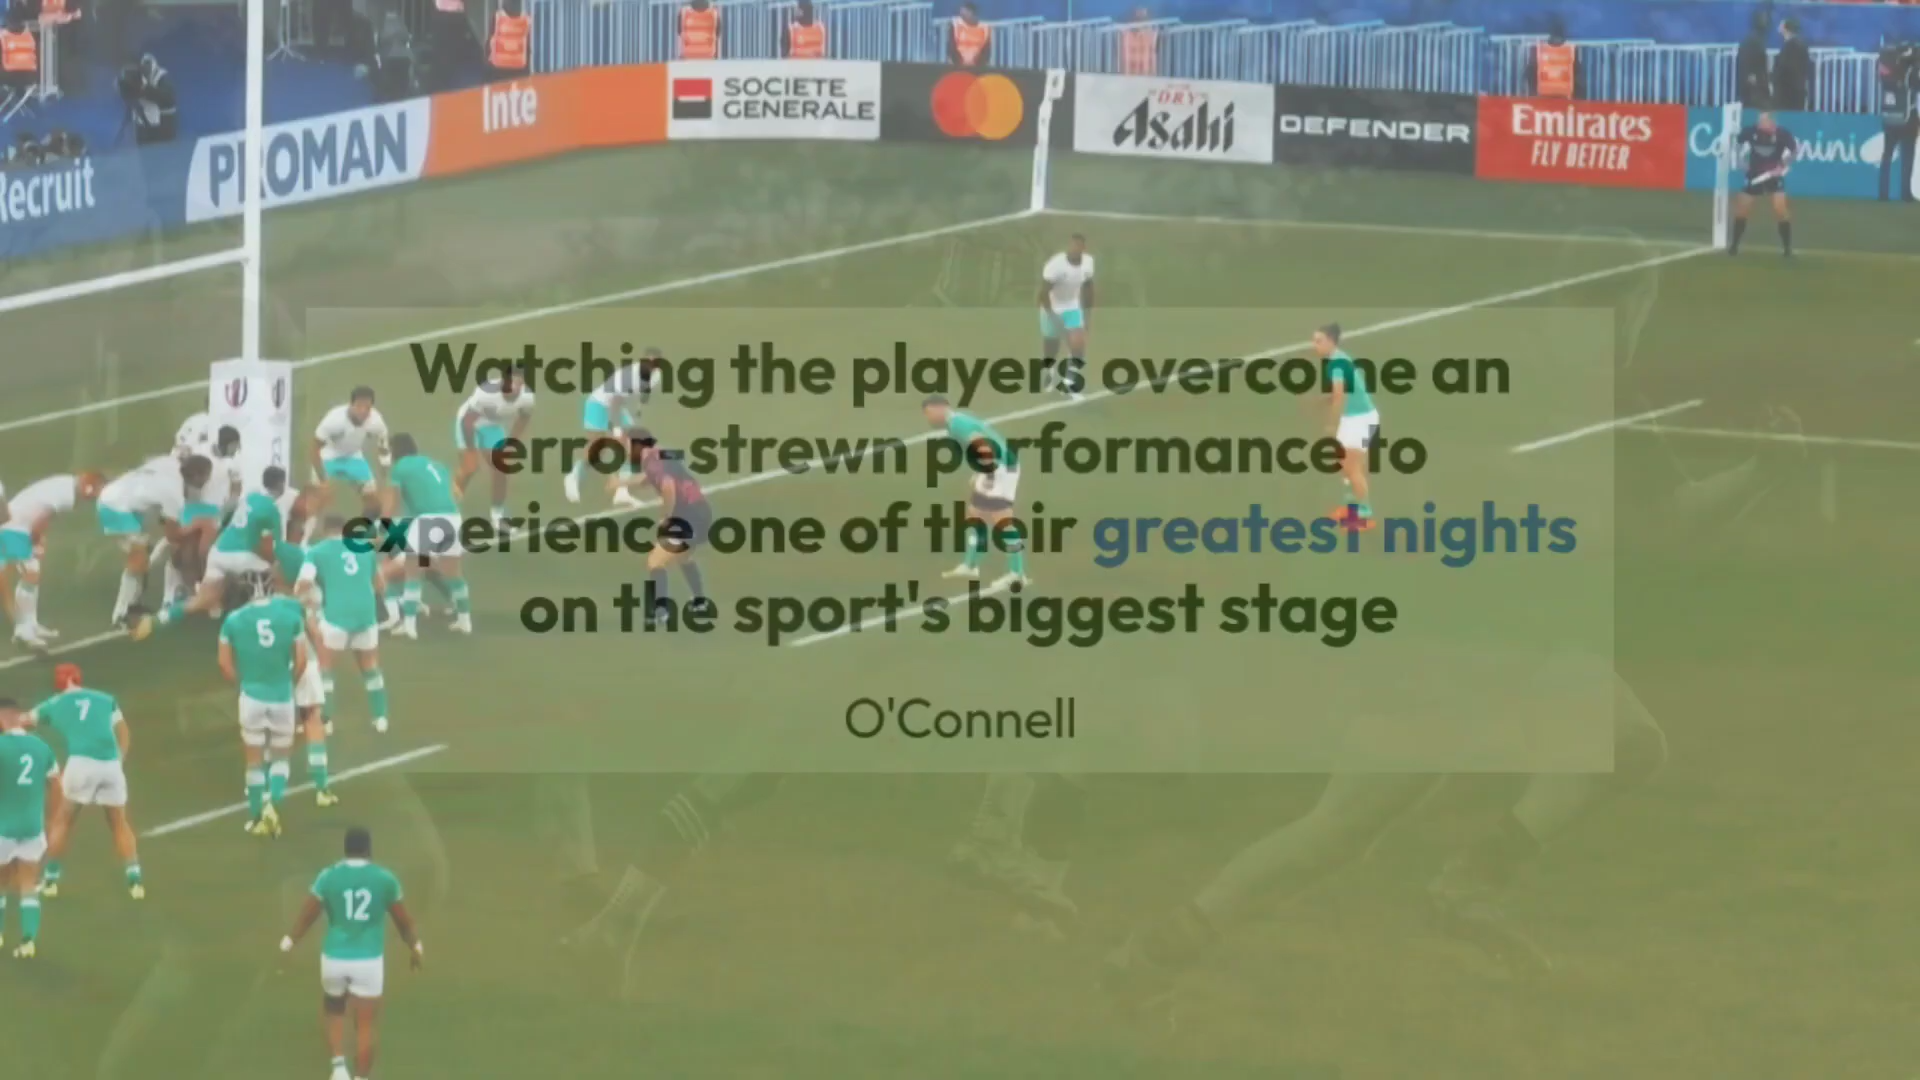 Recruit
PROMAN
Inte
SOCIETE
GENERALE
DRY
Asahi
DEFENDER
Emirates
FLY BETTER
Watching the players overcome an
error-strewn performance to
experience one of their greatest nights
on the sport's biggest stage
O'Connell
1
3
5
7
2
12